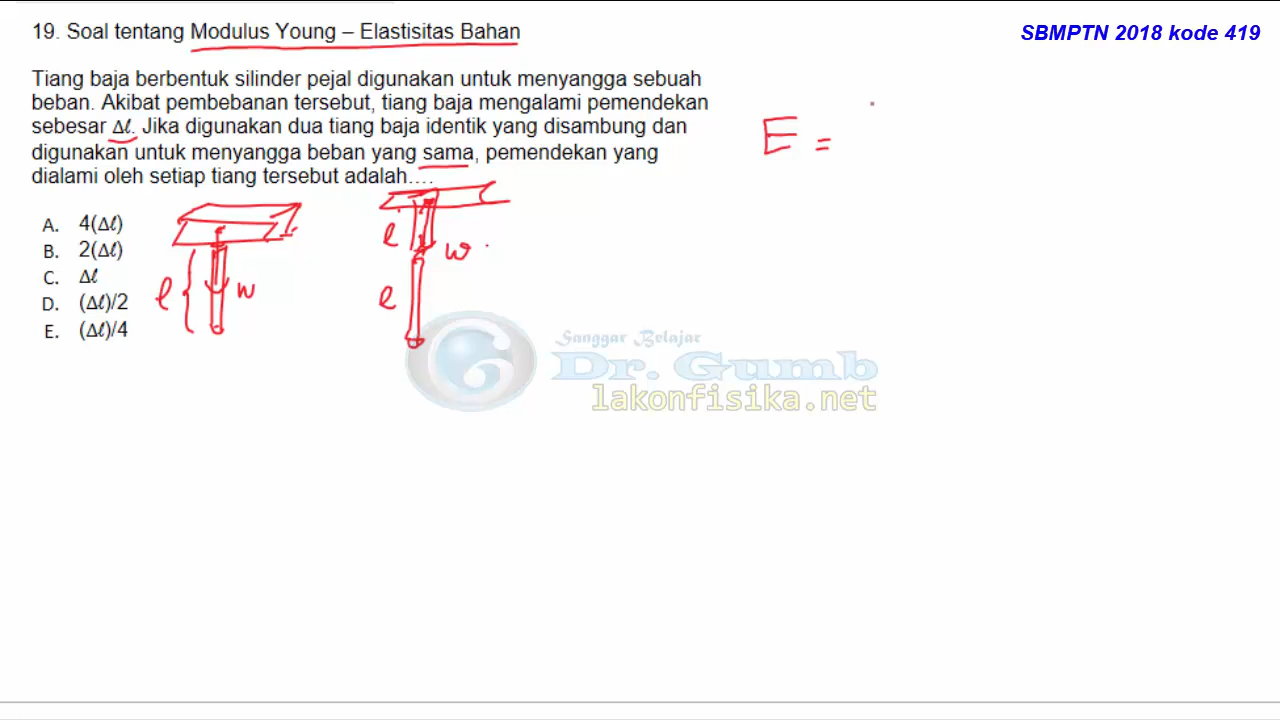 19. Soal tentang Modulus Young – Elastisitas Bahan
SBMPTN 2018 kode 419
Tiang baja berbentuk silinder pejal digunakan untuk menyangga sebuah
beban. Akibat pembebanan tersebut, tiang baja mengalami pemendekan
sebesar Δℓ. Jika digunakan dua tiang baja identik yang disambung dan
digunakan untuk menyangga beban yang sama, pemendekan yang
dialami oleh setiap tiang tersebut adalah....
E =
A. 4(Δℓ)
B. 2(Δℓ)
C. Δℓ
D. (Δℓ)/2
E. (Δℓ)/4
ℓ
w
ℓ
w
ℓ
Sanggar Belajar
Dr. Gumb
lakonfisika.net